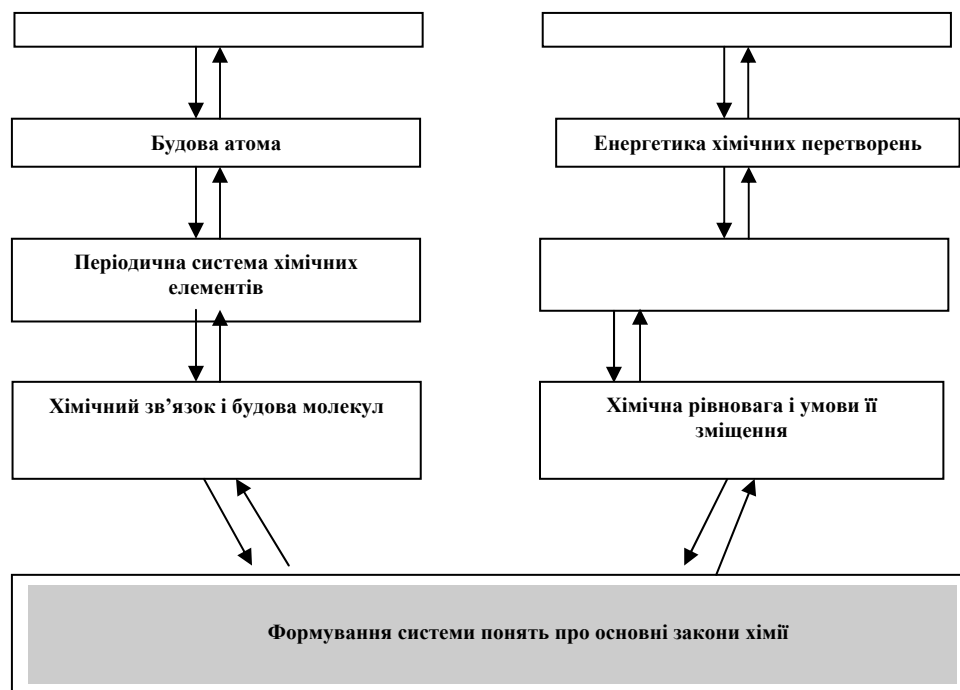 Будова атома
Енергетика хімічних перетворень
Періодична система хімічних
елементів
Хімічний зв’язок і будова молекул
Хімічна рівновага і умови її
зміщення
Формування системи понять про основні закони хімії